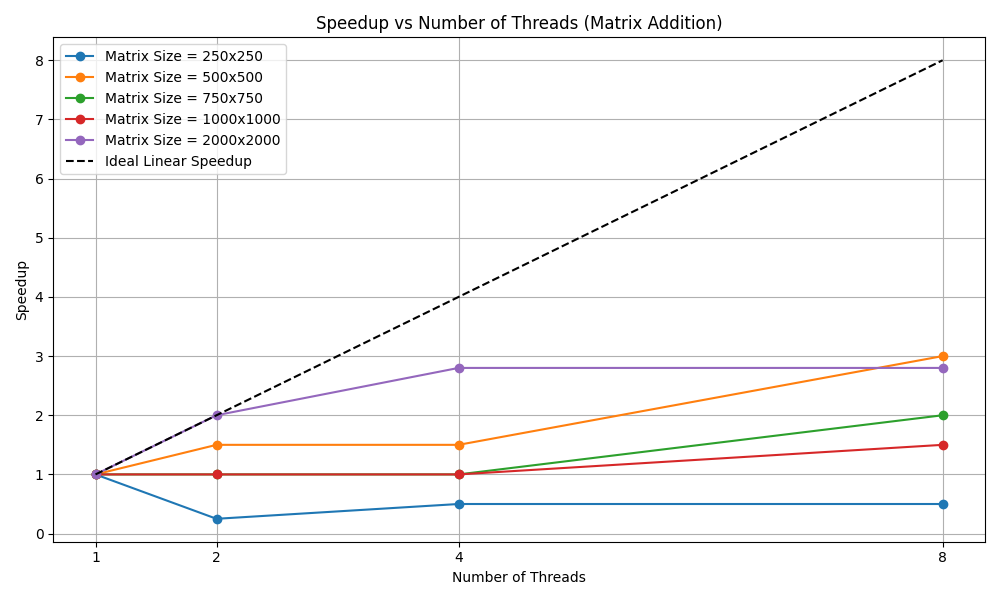 Speedup vs Number of Threads (Matrix Addition)
Matrix Size = 250x250
Matrix Size = 500x500
Matrix Size = 750x750
Matrix Size = 1000x1000
Matrix Size = 2000x2000
Ideal Linear Speedup
8
7
6
5
4
3
2
1
0
Speedup
1 2 4 8
Number of Threads